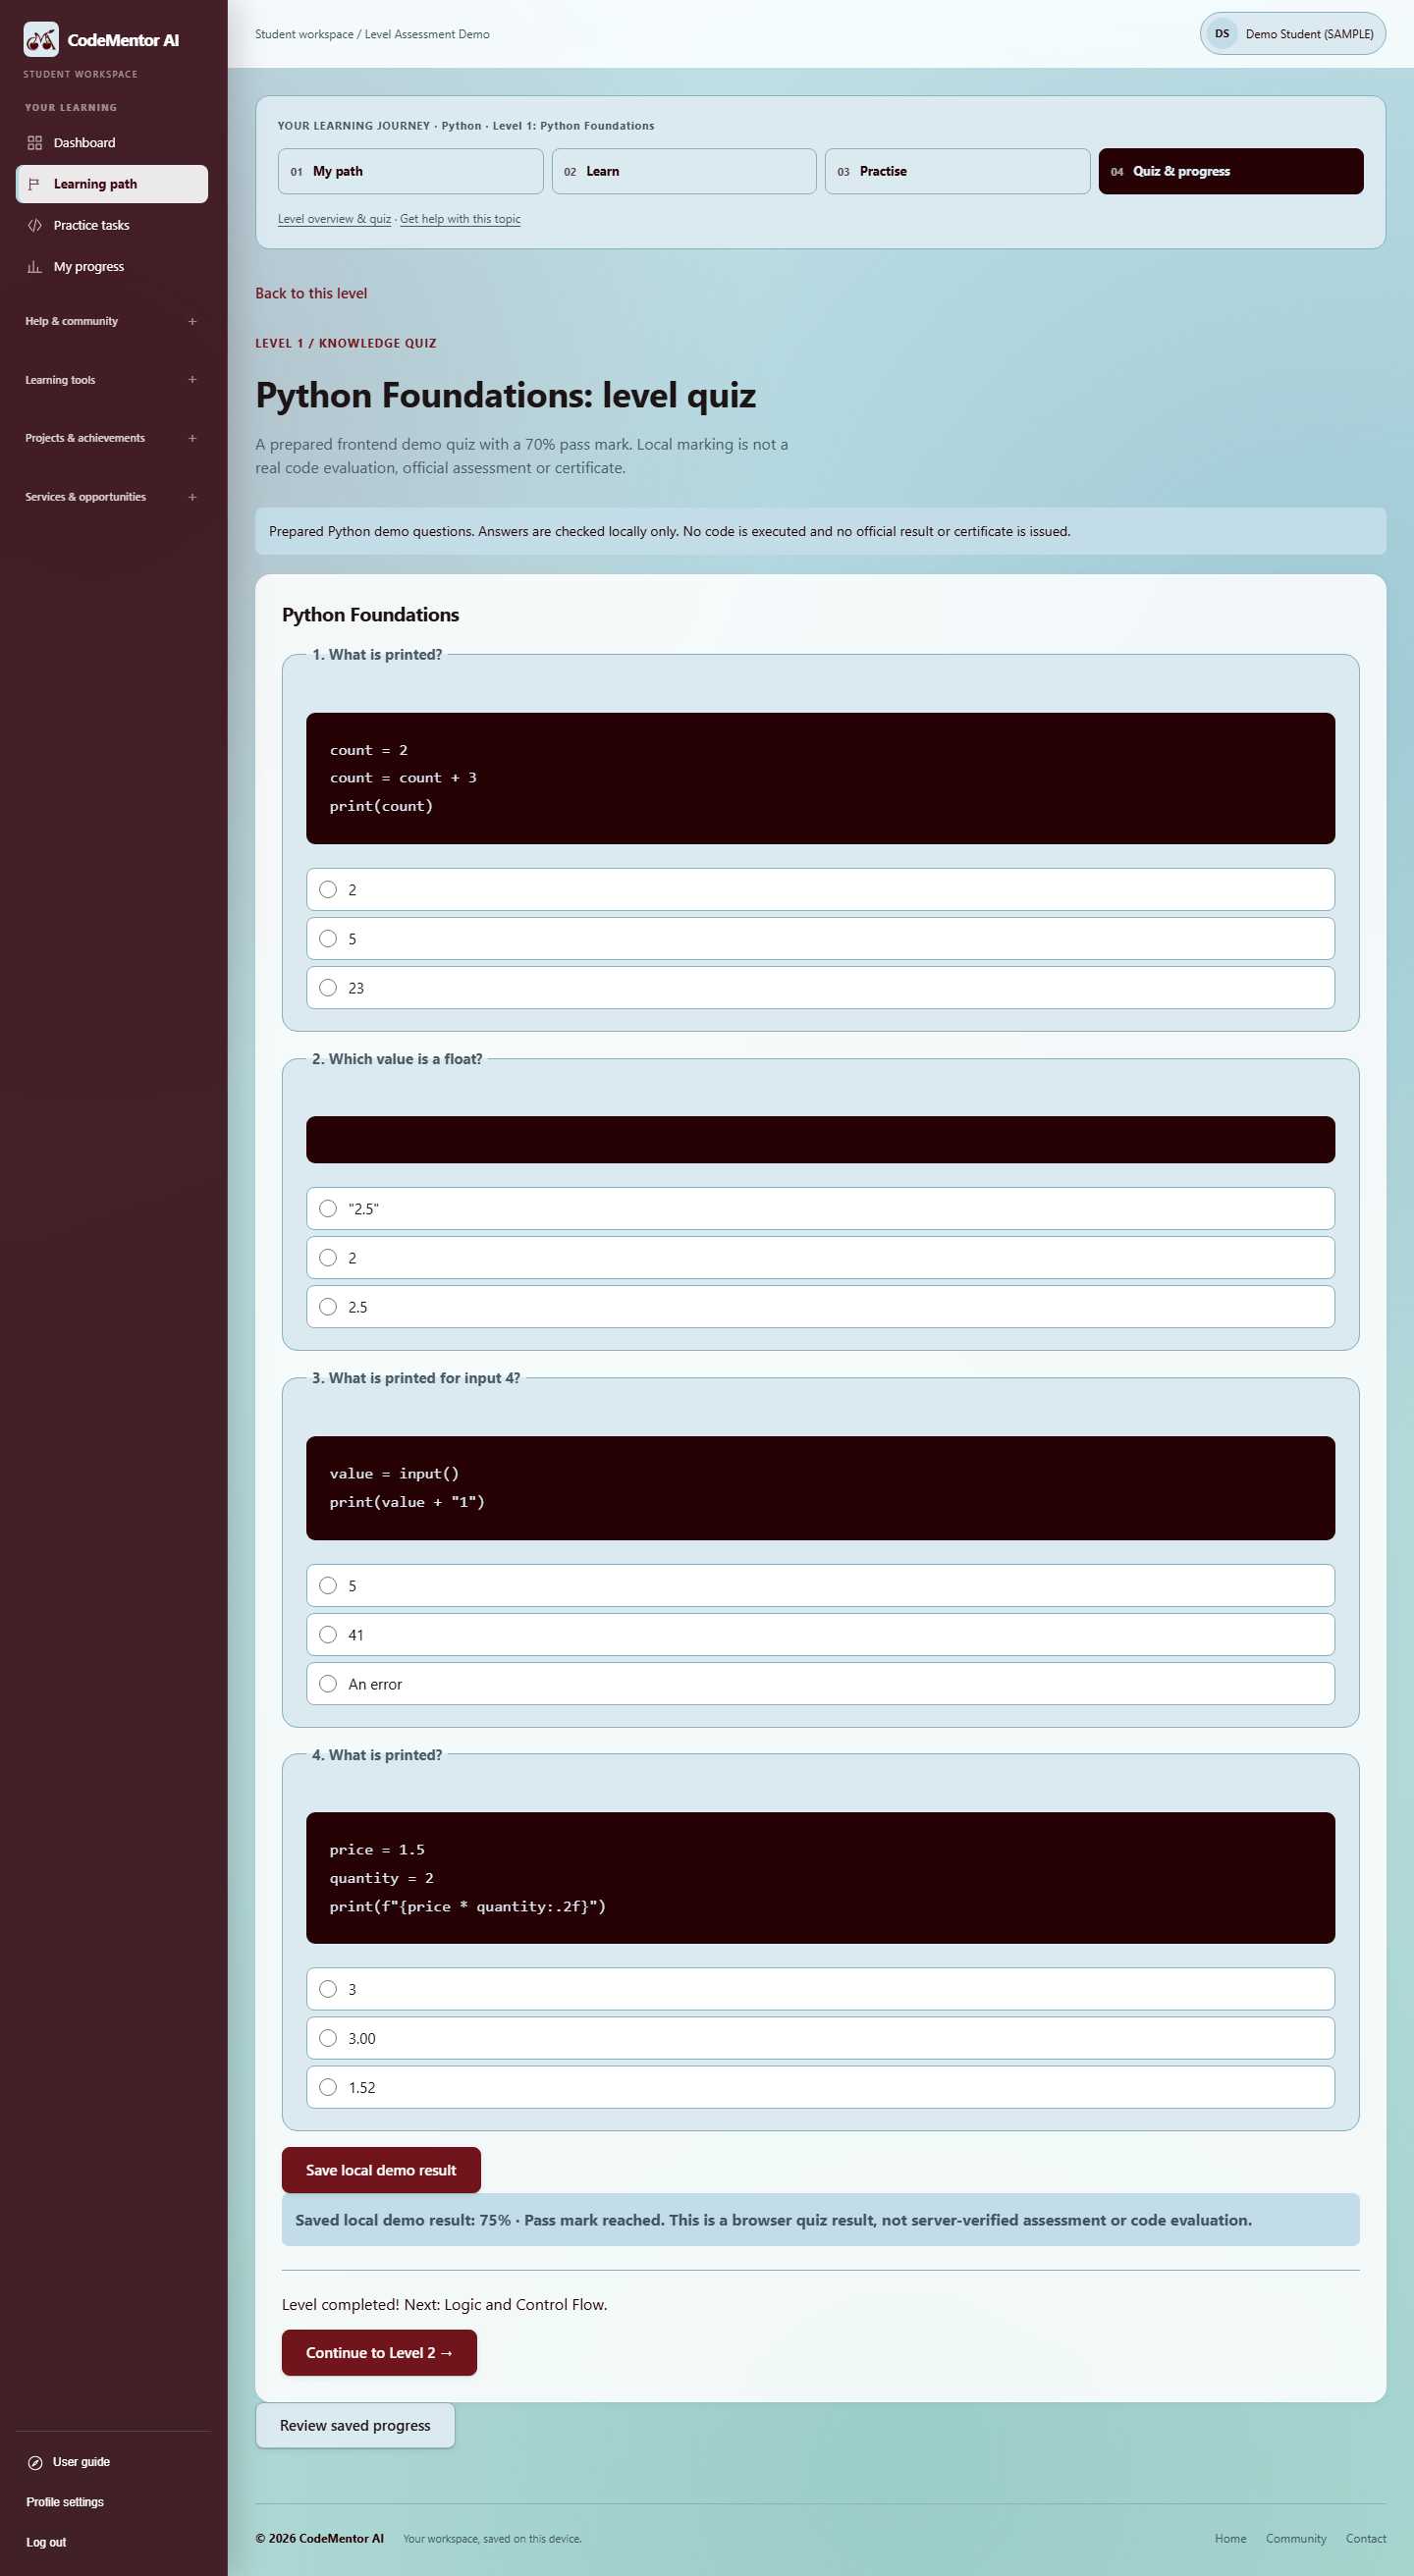 CodeMentor AI
STUDENT WORKSPACE
YOUR LEARNING
Dashboard
Learning path
Practice tasks
My progress
Help & community +
Learning tools +
Projects & achievements +
Services & opportunities +
User guide
Profile settings
Log out
Student workspace / Level Assessment Demo
DS Demo Student (SAMPLE)
YOUR LEARNING JOURNEY · Python · Level 1: Python Foundations
01 My path
02 Learn
03 Practise
04 Quiz & progress
Level overview & quiz · Get help with this topic
Back to this level
LEVEL 1 / KNOWLEDGE QUIZ
Python Foundations: level quiz
A prepared frontend demo quiz with a 70% pass mark. Local marking is not a
real code evaluation, official assessment or certificate.
Prepared Python demo questions. Answers are checked locally only. No code is executed and no official result or certificate is issued.
Python Foundations
1. What is printed?
count = 2
count = count + 3
print(count)
2
5
23
2. Which value is a float?
"2.5"
2
2.5
3. What is printed for input 4?
value = input()
print(value + "1")
5
41
An error
4. What is printed?
price = 1.5
quantity = 2
print(f"{price * quantity:.2f}")
3
3.00
1.52
Save local demo result
Saved local demo result: 75% · Pass mark reached. This is a browser quiz result, not server-verified assessment or code evaluation.
Level completed! Next: Logic and Control Flow.
Continue to Level 2 →
Review saved progress
© 2026 CodeMentor AI Your workspace, saved on this device.
Home Community Contact